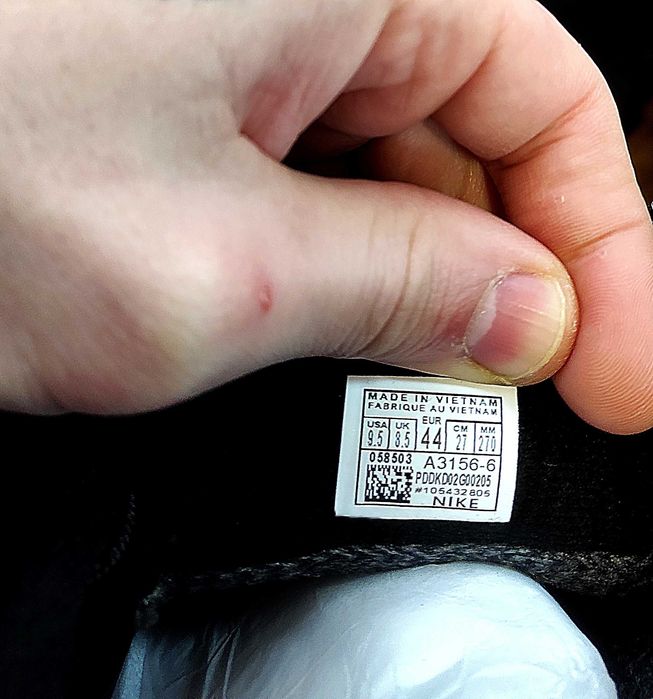 MADE IN VIETNAM
FABRIQUE AU VIETNAM
USA UK EUR CM MM
9.5 8.5 44 27 270
058503 A3156-6
PDDKD02G00205
#105432805
NIKE